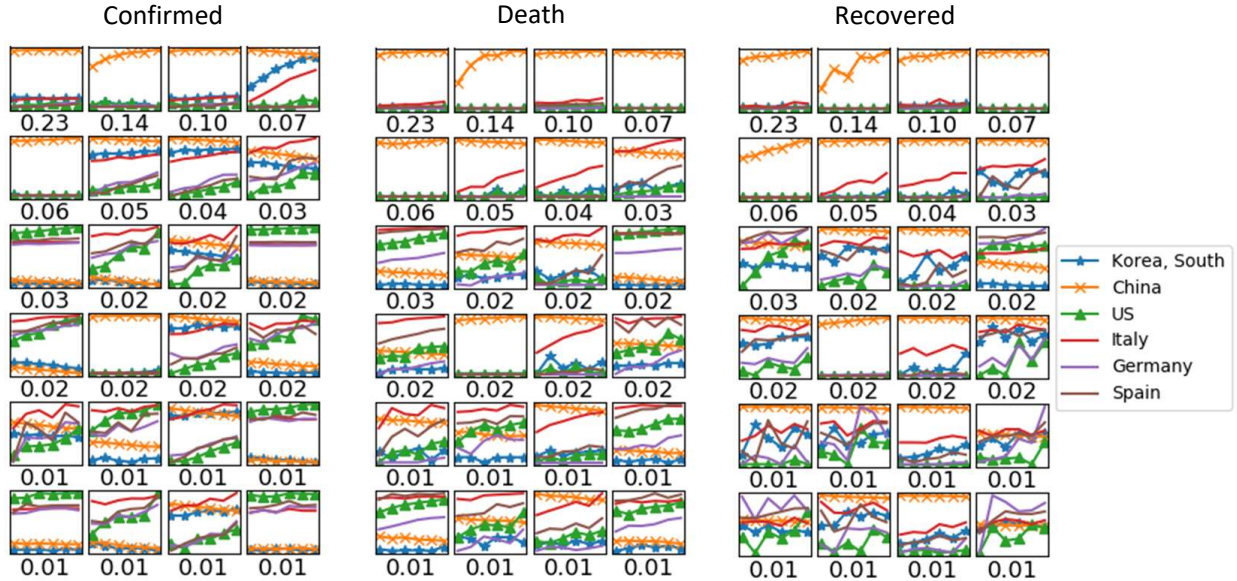 Confirmed Death Recovered
0.23 0.14 0.10 0.07 0.23 0.14 0.10 0.07 0.23 0.14 0.10 0.07
0.06 0.05 0.04 0.03 0.06 0.05 0.04 0.03 0.06 0.05 0.04 0.03
0.03 0.02 0.02 0.02 0.03 0.02 0.02 0.02 0.03 0.02 0.02 0.02
Korea, South
China
US
Italy
Germany
Spain
0.02 0.02 0.02 0.02 0.02 0.02 0.02 0.02 0.02 0.02 0.02 0.02
0.01 0.01 0.01 0.01 0.01 0.01 0.01 0.01 0.01 0.01 0.01 0.01
0.01 0.01 0.01 0.01 0.01 0.01 0.01 0.01 0.01 0.01 0.01 0.01